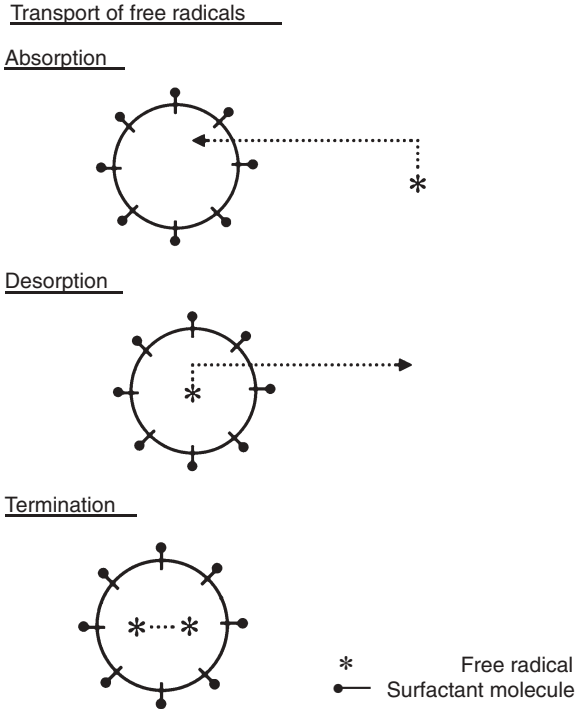 Transport of free radicals
Absorption
Desorption
Termination
Free radical
Surfactant molecule